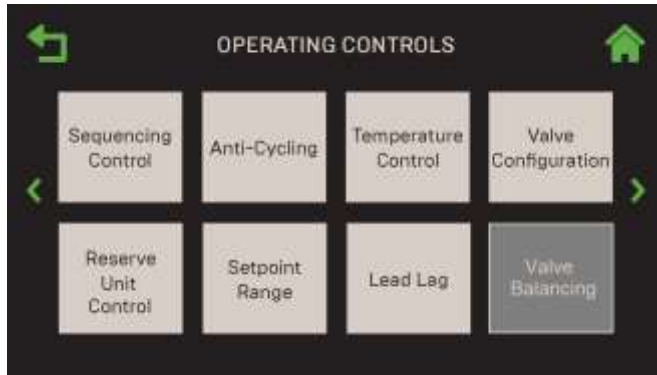 OPERATING CONTROLS
Sequencing
Control
Anti-Cycling
Temperature
Control
Valve
Configuration
Reserve
Unit
Control
Setpoint
Range
Lead Lag
Valve
Balancing